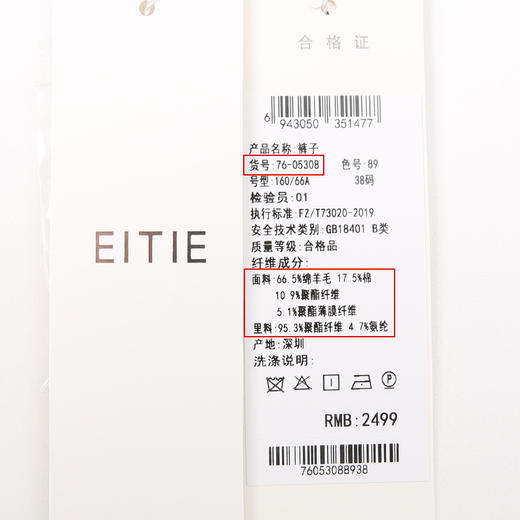 EITIE
合格证
6 943050 351477
产品名称:裤子
货号:76-05308 色号:89
号型:160/66A 38码
检验员:01
执行标准:FZ/T73020-2019
安全技术类别:GB18401 B类
质量等级:合格品
纤维成分:
面料:66.5%绵羊毛 17.5%棉
10.9%聚酯纤维
5.1%聚酯薄膜纤维
里料:95.3%聚酯纤维 4.7%氨纶
产地:深圳
洗涤说明:
P
RMB:2499
76053088938